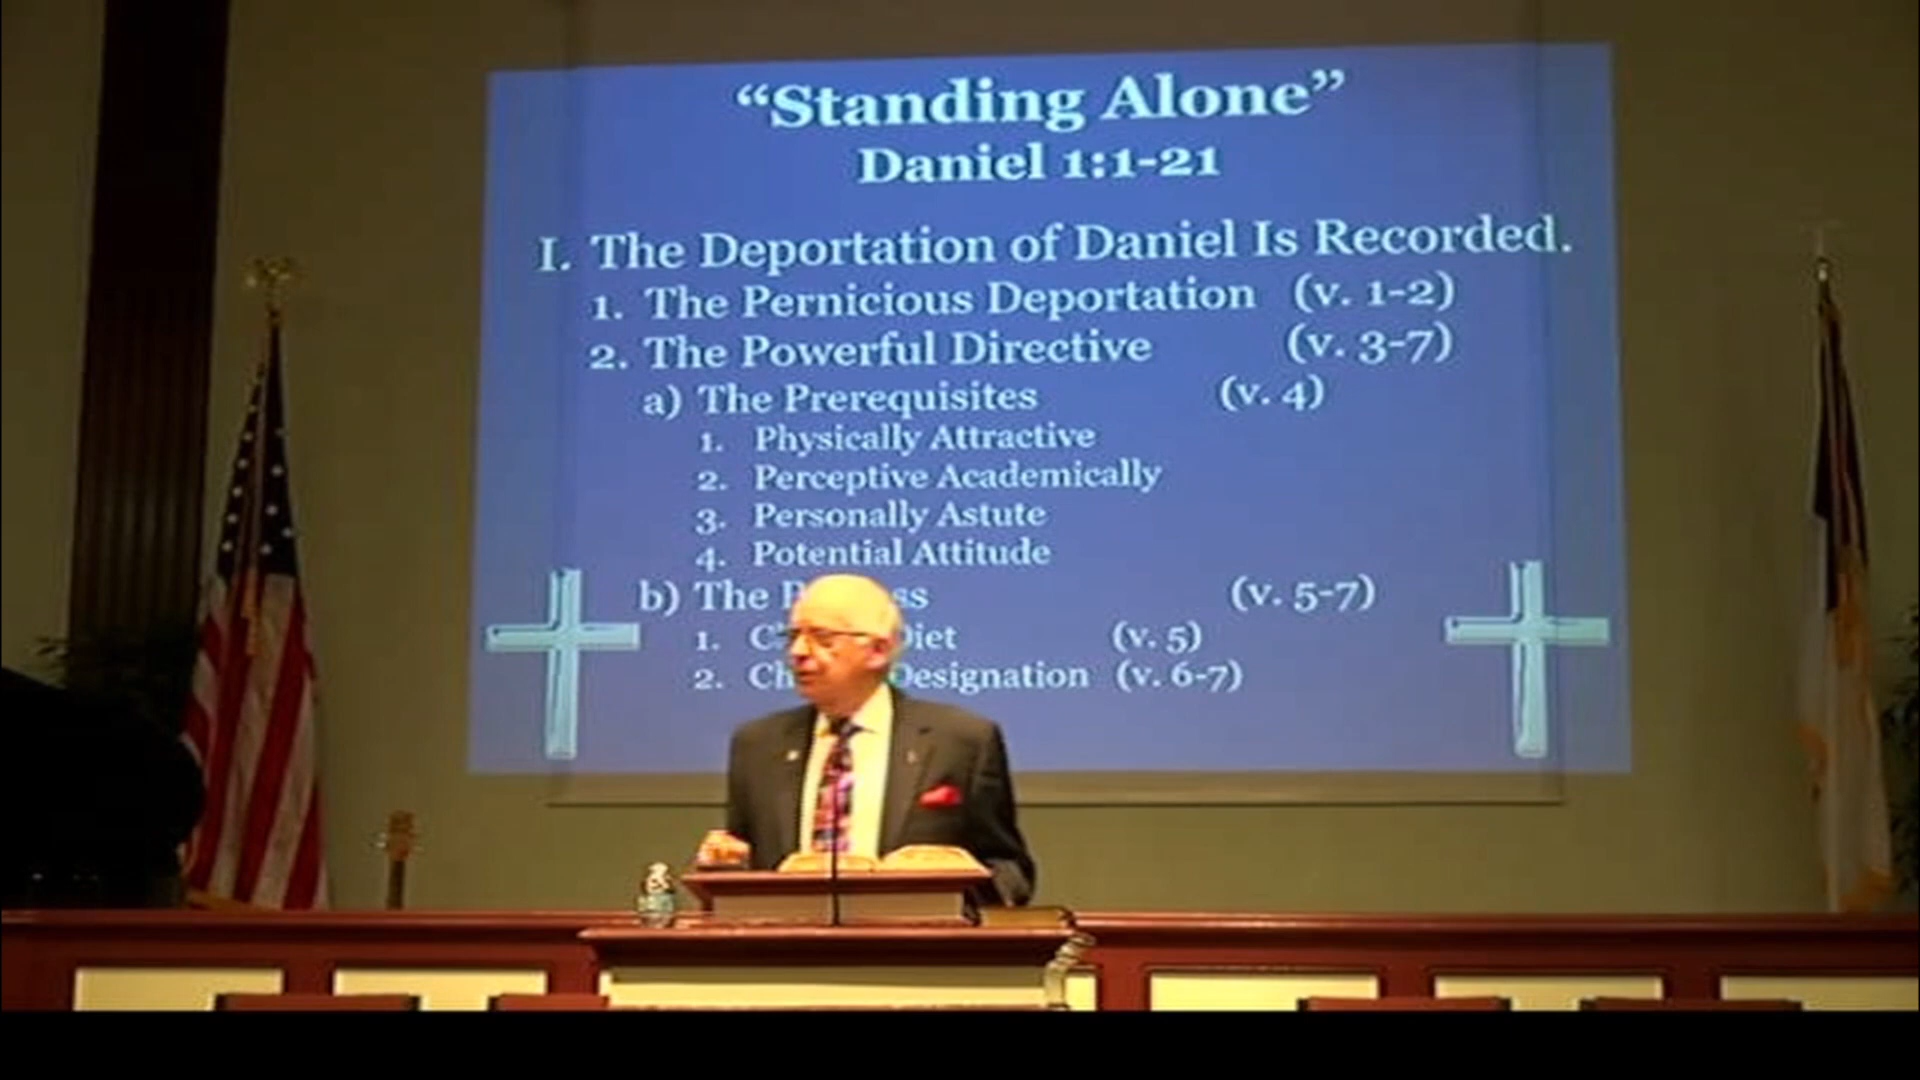 “Standing Alone”
Daniel 1:1-21
I. The Deportation of Daniel Is Recorded.
1. The Pernicious Deportation (v. 1-2)
2. The Powerful Directive (v. 3-7)
a) The Prerequisites (v. 4)
1. Physically Attractive
2. Perceptive Academically
3. Personally Astute
4. Potential Attitude
b) The (v. 5-7)
1. Diet (v. 5)
2. Designation (v. 6-7)